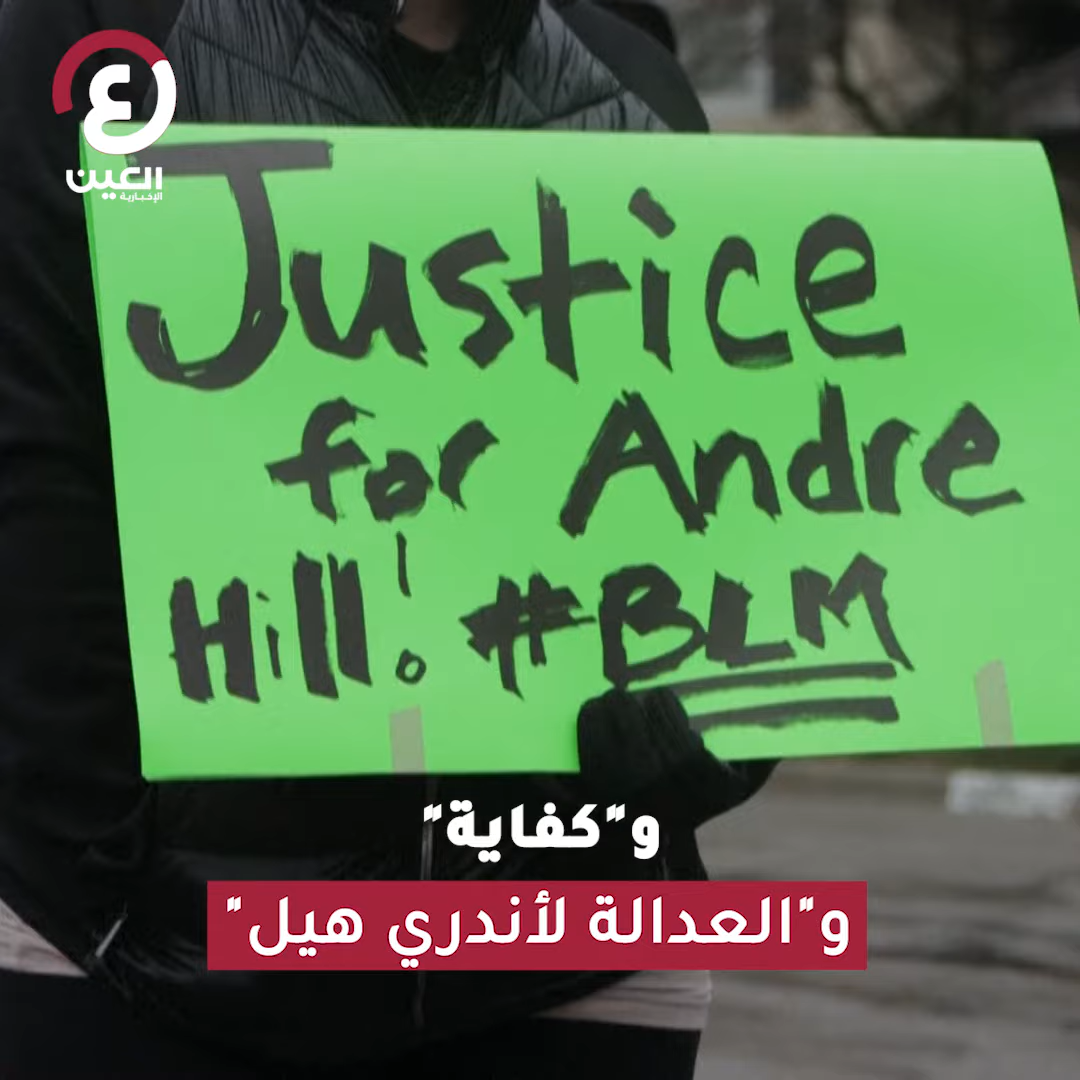 العين
الإخبارية
Justice
for Andre
Hill! #BLM
و"كفاية"
و"العدالة لأندري هيل"